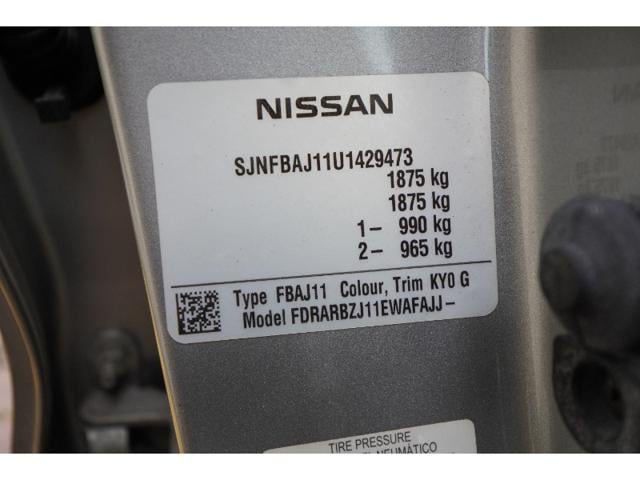 NISSAN
SJNFBAJ11U1429473
1875 kg
1875 kg
1– 990 kg
2– 965 kg
Type FBAJ11 Colour, Trim KY0 G
Model FDRARBZJ11EWAFAJJ–
TIRE PRESSURE
NEUMÁTICO